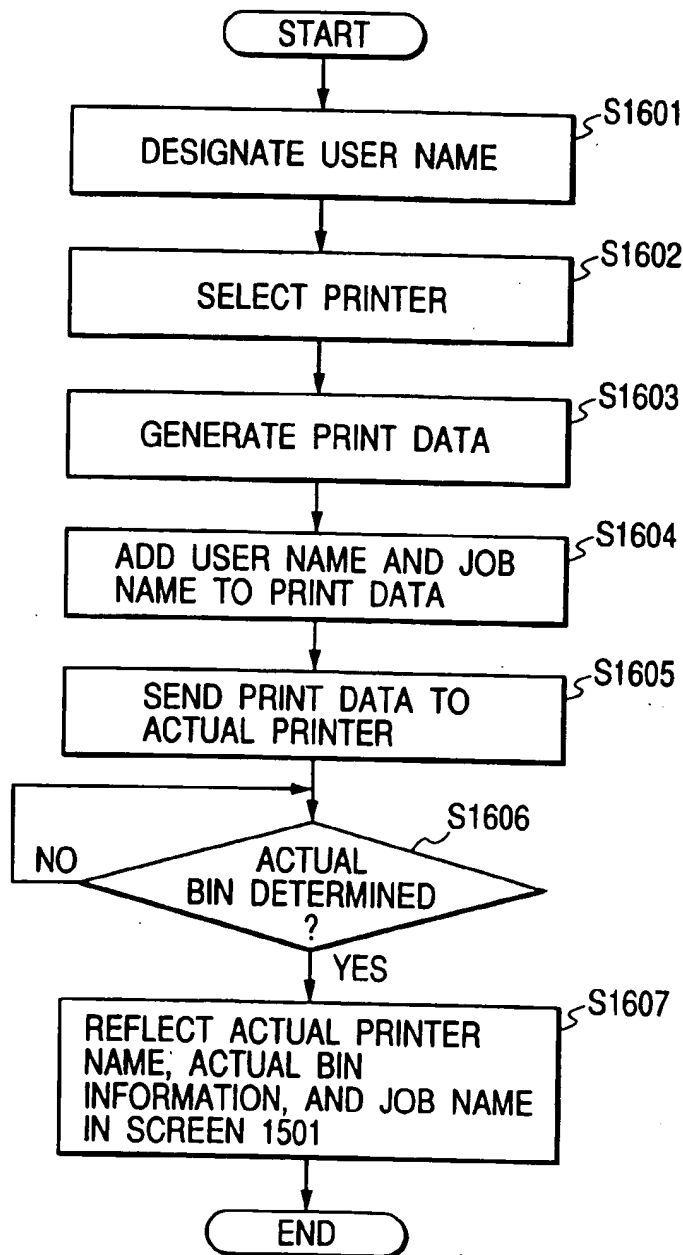 START
S1601
DESIGNATE USER NAME
S1602
SELECT PRINTER
S1603
GENERATE PRINT DATA
S1604
ADD USER NAME AND JOB
NAME TO PRINT DATA
S1605
SEND PRINT DATA TO
ACTUAL PRINTER
S1606
NO
ACTUAL
BIN DETERMINED
?
YES
S1607
REFLECT ACTUAL PRINTER
NAME, ACTUAL BIN
INFORMATION, AND JOB NAME
IN SCREEN 1501
END